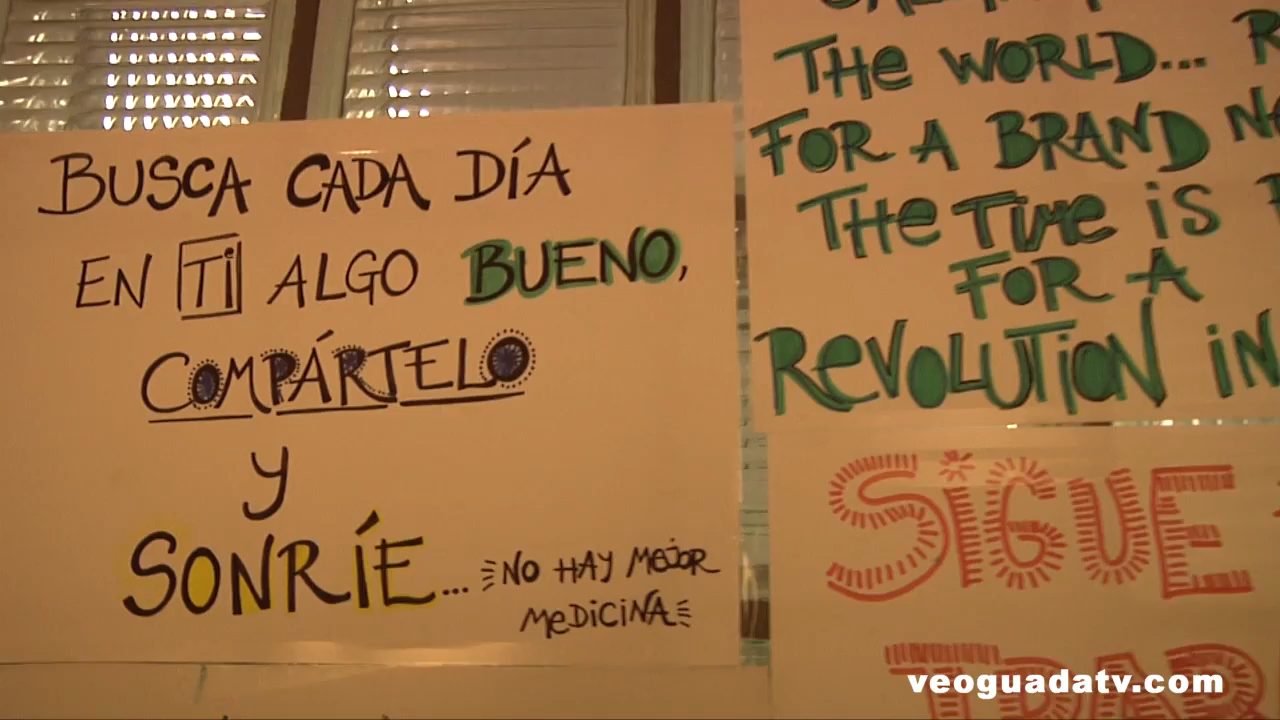 BUSCA CADA DÍA
EN TI ALGO BUENO,
COMPÁRTELO
Y
SONRÍE... NO HAY MEJOR
MEDICINA
THE WORLD...
FOR A BRAND
THE TIME IS
FOR A
REVOLUTION IN
SIGUE
veoguadatv.com